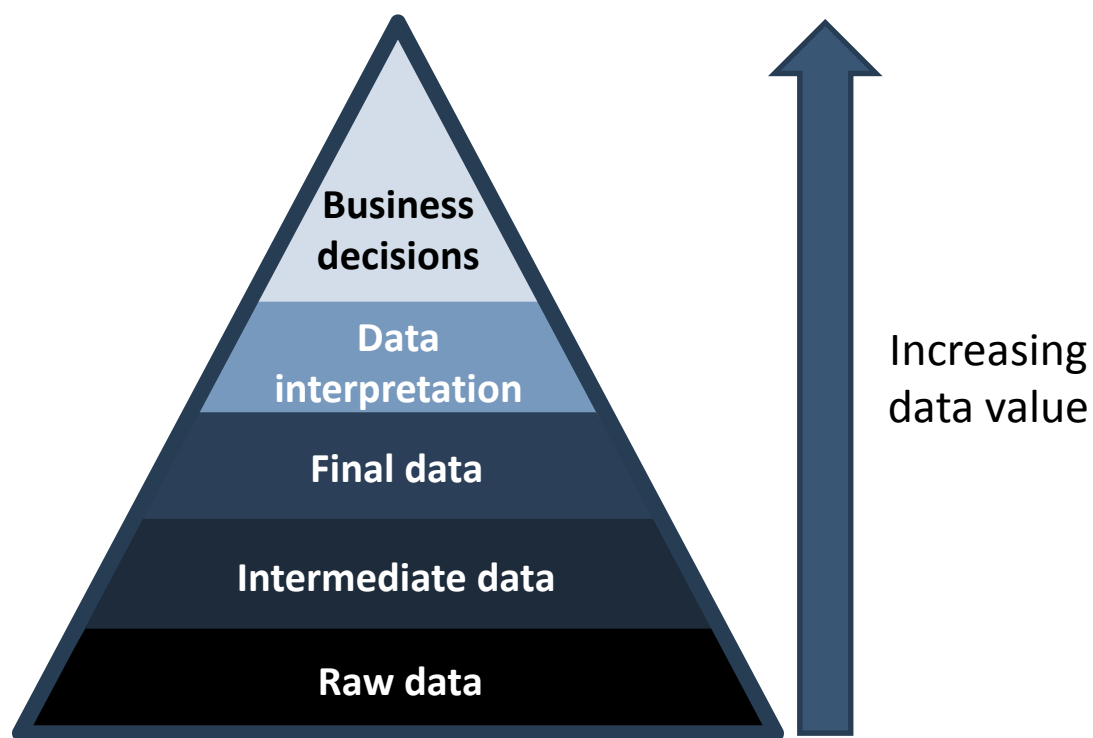 Business
decisions
Data
interpretation
Final data
Intermediate data
Raw data
Increasing
data value